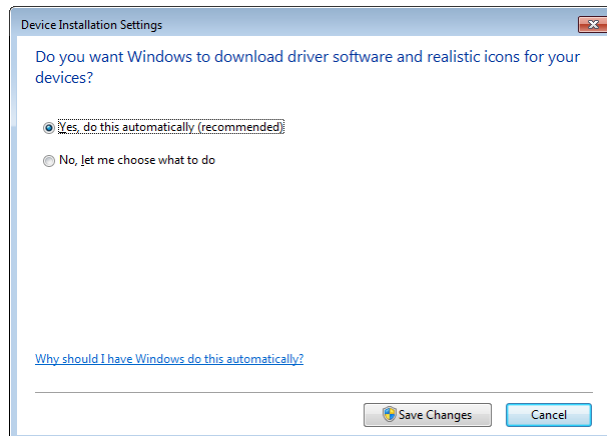 Device Installation Settings
Do you want Windows to download driver software and realistic icons for your
devices?
Yes, do this automatically (recommended)
No, let me choose what to do
Why should I have Windows do this automatically?
Save Changes Cancel